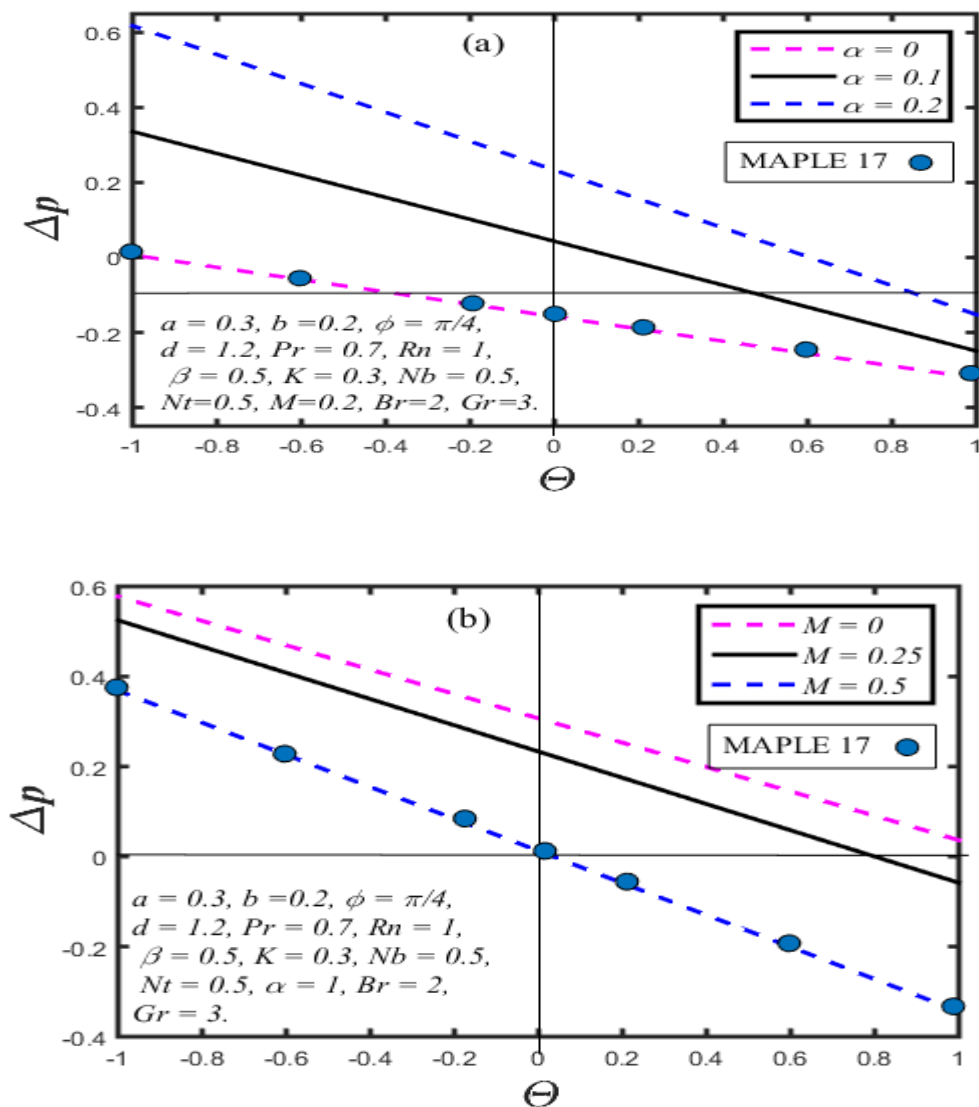 (a)
α = 0
α = 0.1
α = 0.2
MAPLE 17
0.6
0.4
0.2
0
-0.2
-0.4
Δp
a = 0.3, b =0.2, ϕ = π/4,
d = 1.2, Pr = 0.7, Rn = 1,
β = 0.5, K = 0.3, Nb = 0.5,
Nt=0.5, M=0.2, Br=2, Gr=3.
-1 -0.8 -0.6 -0.4 -0.2 0 0.2 0.4 0.6 0.8 1
Θ
(b)
M = 0
M = 0.25
M = 0.5
MAPLE 17
0.6
0.4
0.2
0
-0.2
-0.4
Δp
a = 0.3, b =0.2, ϕ = π/4,
d = 1.2, Pr = 0.7, Rn = 1,
β = 0.5, K = 0.3, Nb = 0.5,
Nt = 0.5, α = 1, Br = 2,
Gr = 3.
-1 -0.8 -0.6 -0.4 -0.2 0 0.2 0.4 0.6 0.8 1
Θ